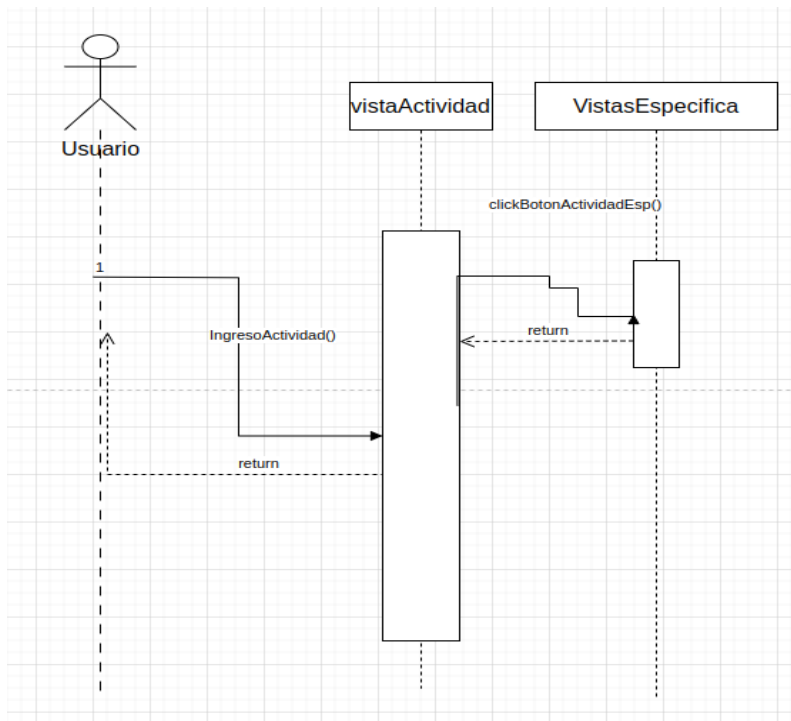 Usuario
vistaActividad
VistasEspecifica
clickBotonActividadEsp()
1
IngresoActividad()
return
return